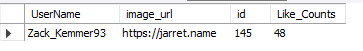 UserName image_url id Like_Counts
Zack_Kemmer93 https://jarret.name 145 48